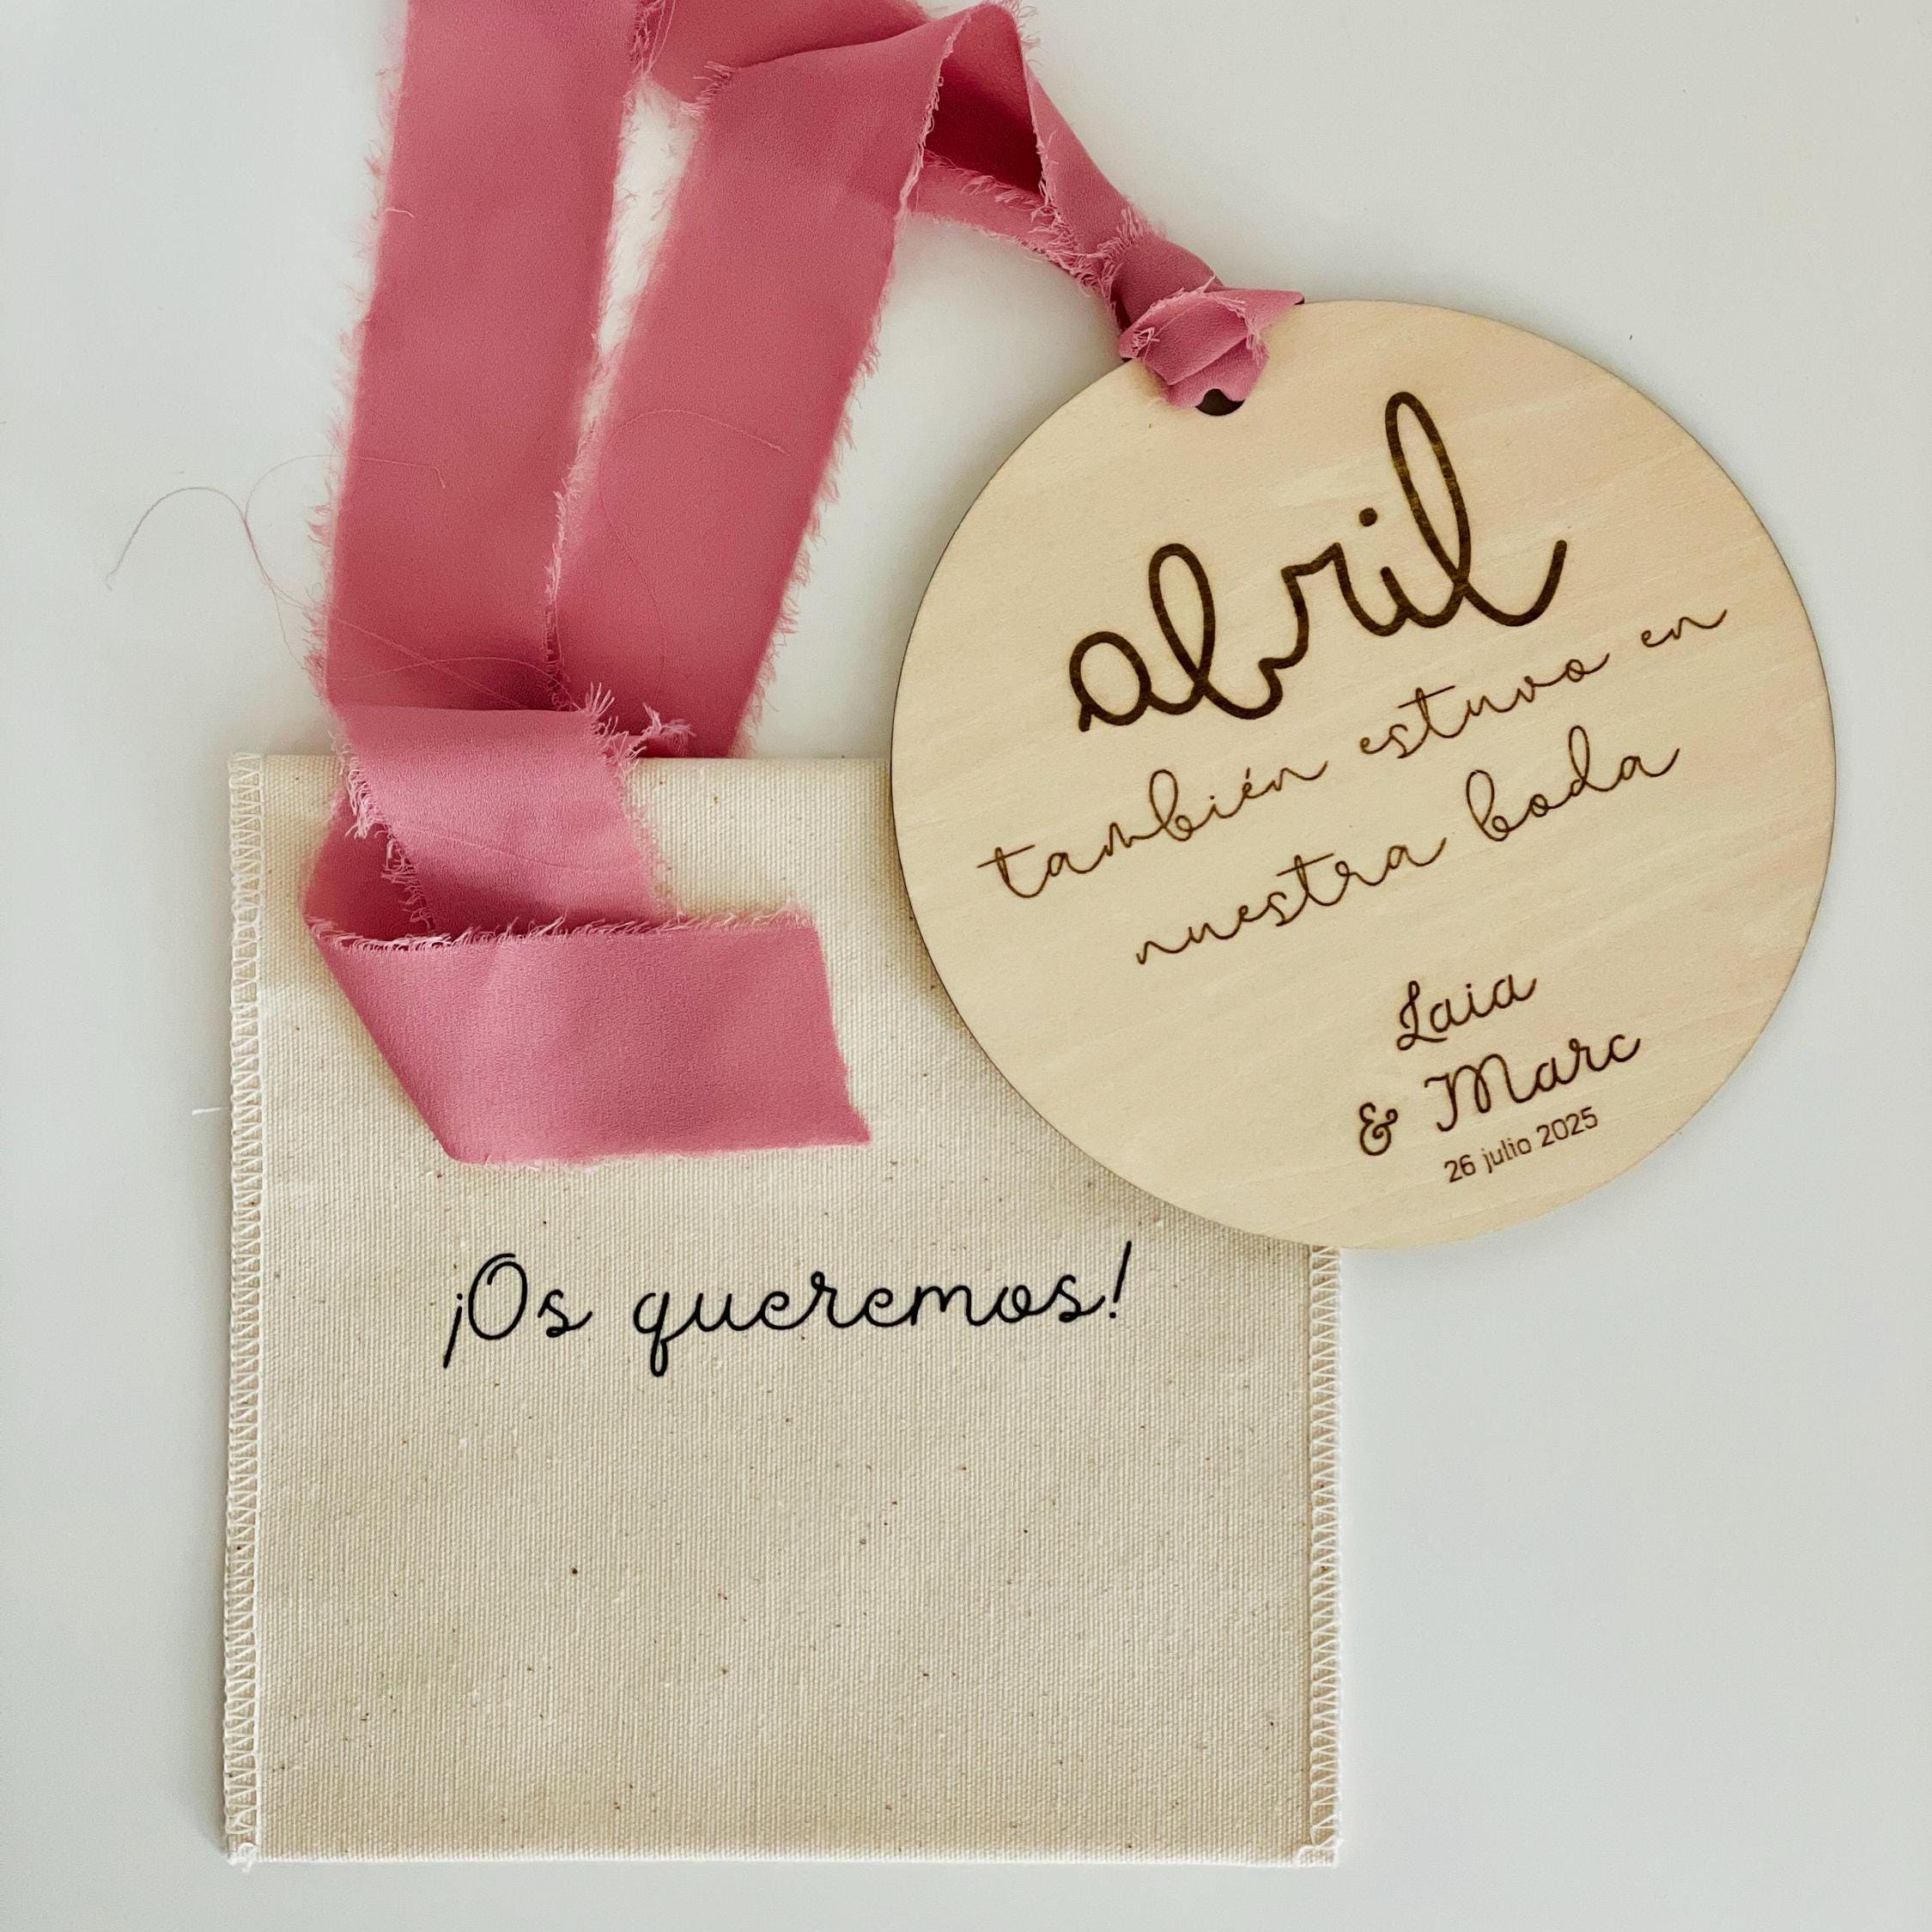 abril
también estuvo en
nuestra boda
Laia
& Marc
26 julio 2025
¡Os queremos!